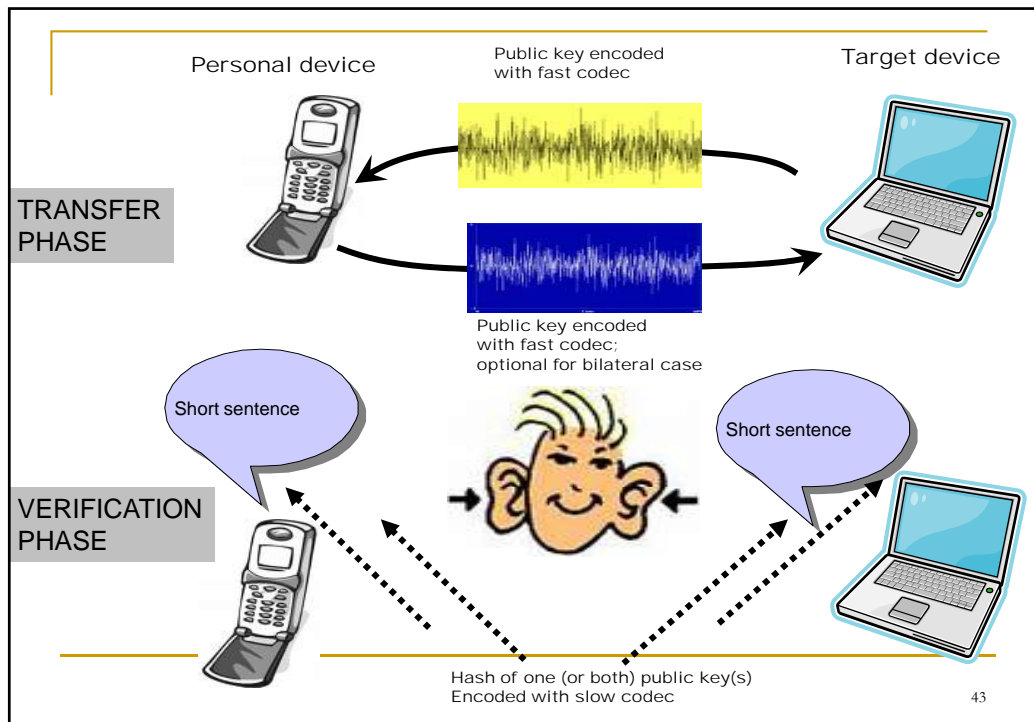 Personal device
Public key encoded
with fast codec
Target device
TRANSFER
PHASE
Public key encoded
with fast codec;
optional for bilateral case
Short sentence
Short sentence
VERIFICATION
PHASE
Hash of one (or both) public key(s)
Encoded with slow codec
43